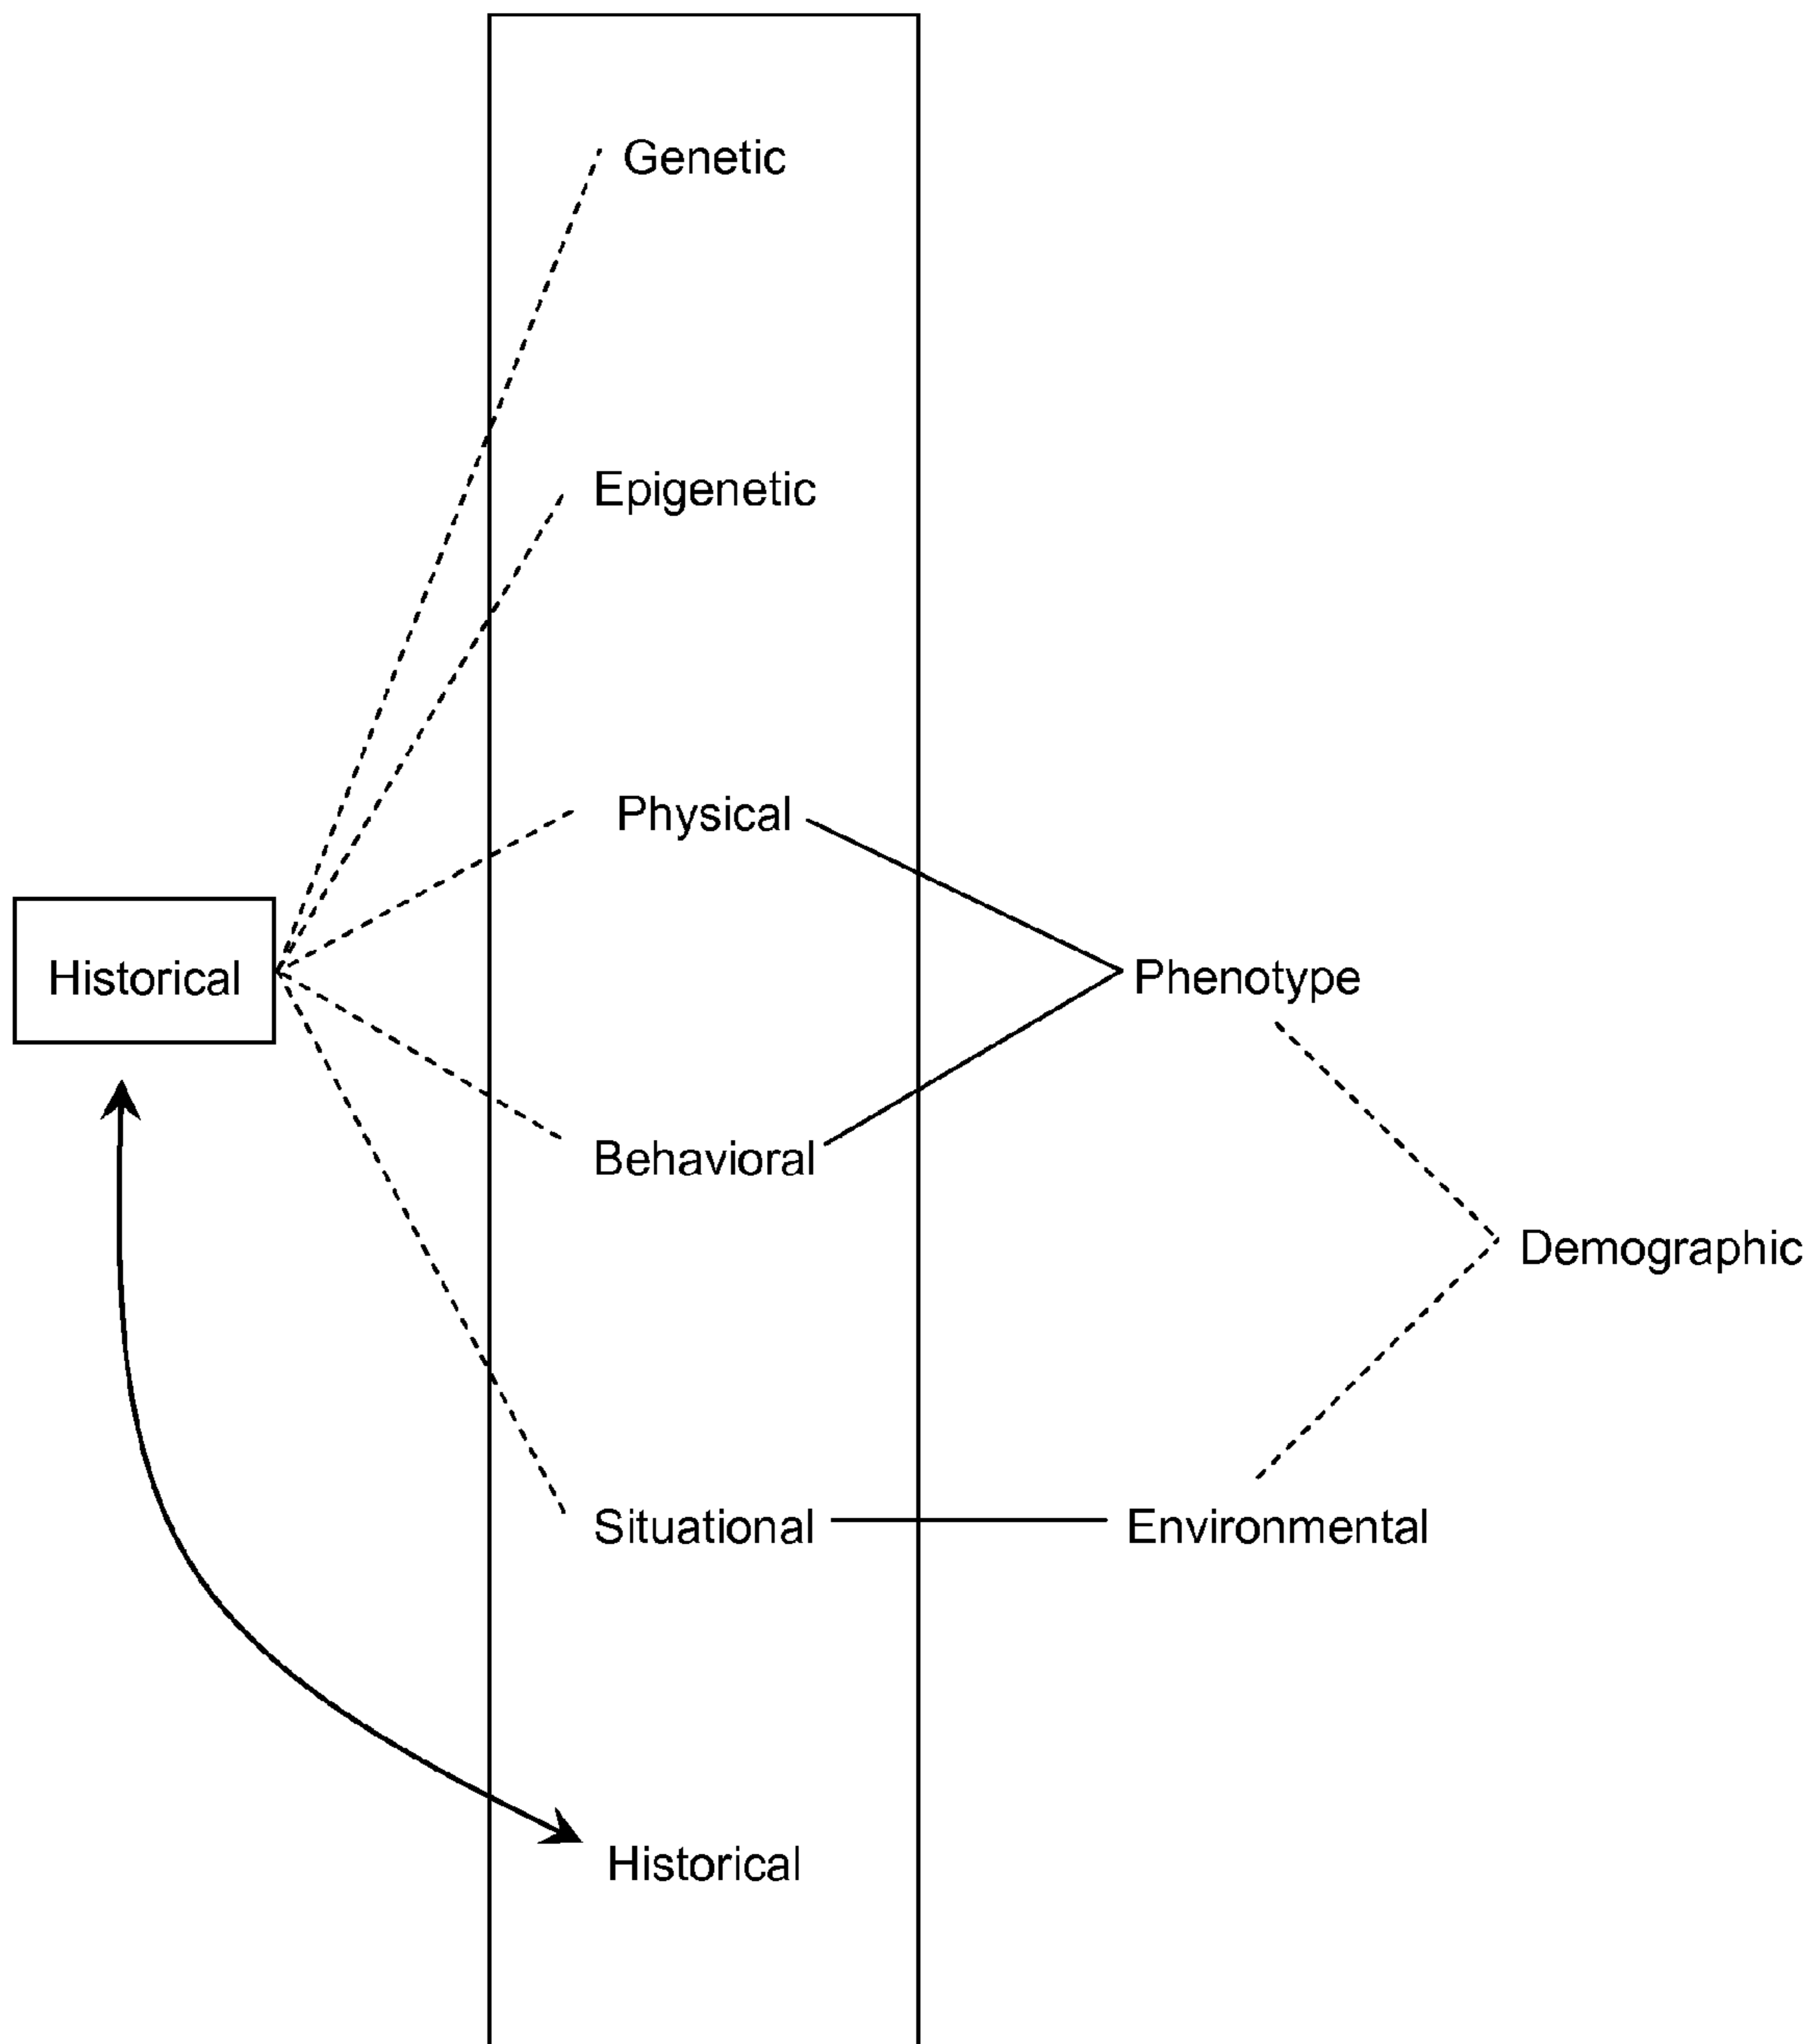 Genetic
Epigenetic
Physical
Historical
Phenotype
Behavioral
Demographic
Situational
Environmental
Historical